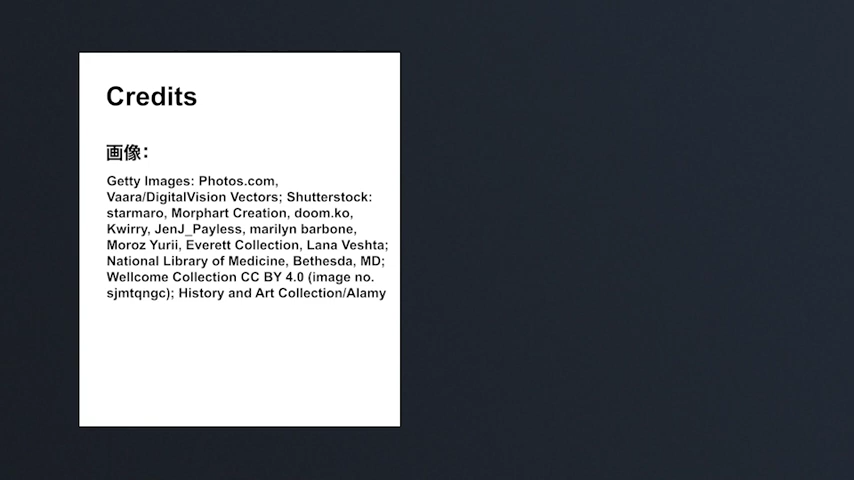 Credits
画像：
Getty Images: Photos.com,
Vaara/DigitalVision Vectors; Shutterstock:
starmaro, Morphart Creation, doom.ko,
Kwirry, JenJ_Payless, marilyn barbone,
Moroz Yurii, Everett Collection, Lana Veshta;
National Library of Medicine, Bethesda, MD;
Wellcome Collection CC BY 4.0 (image no.
sjmtqngc); History and Art Collection/Alamy